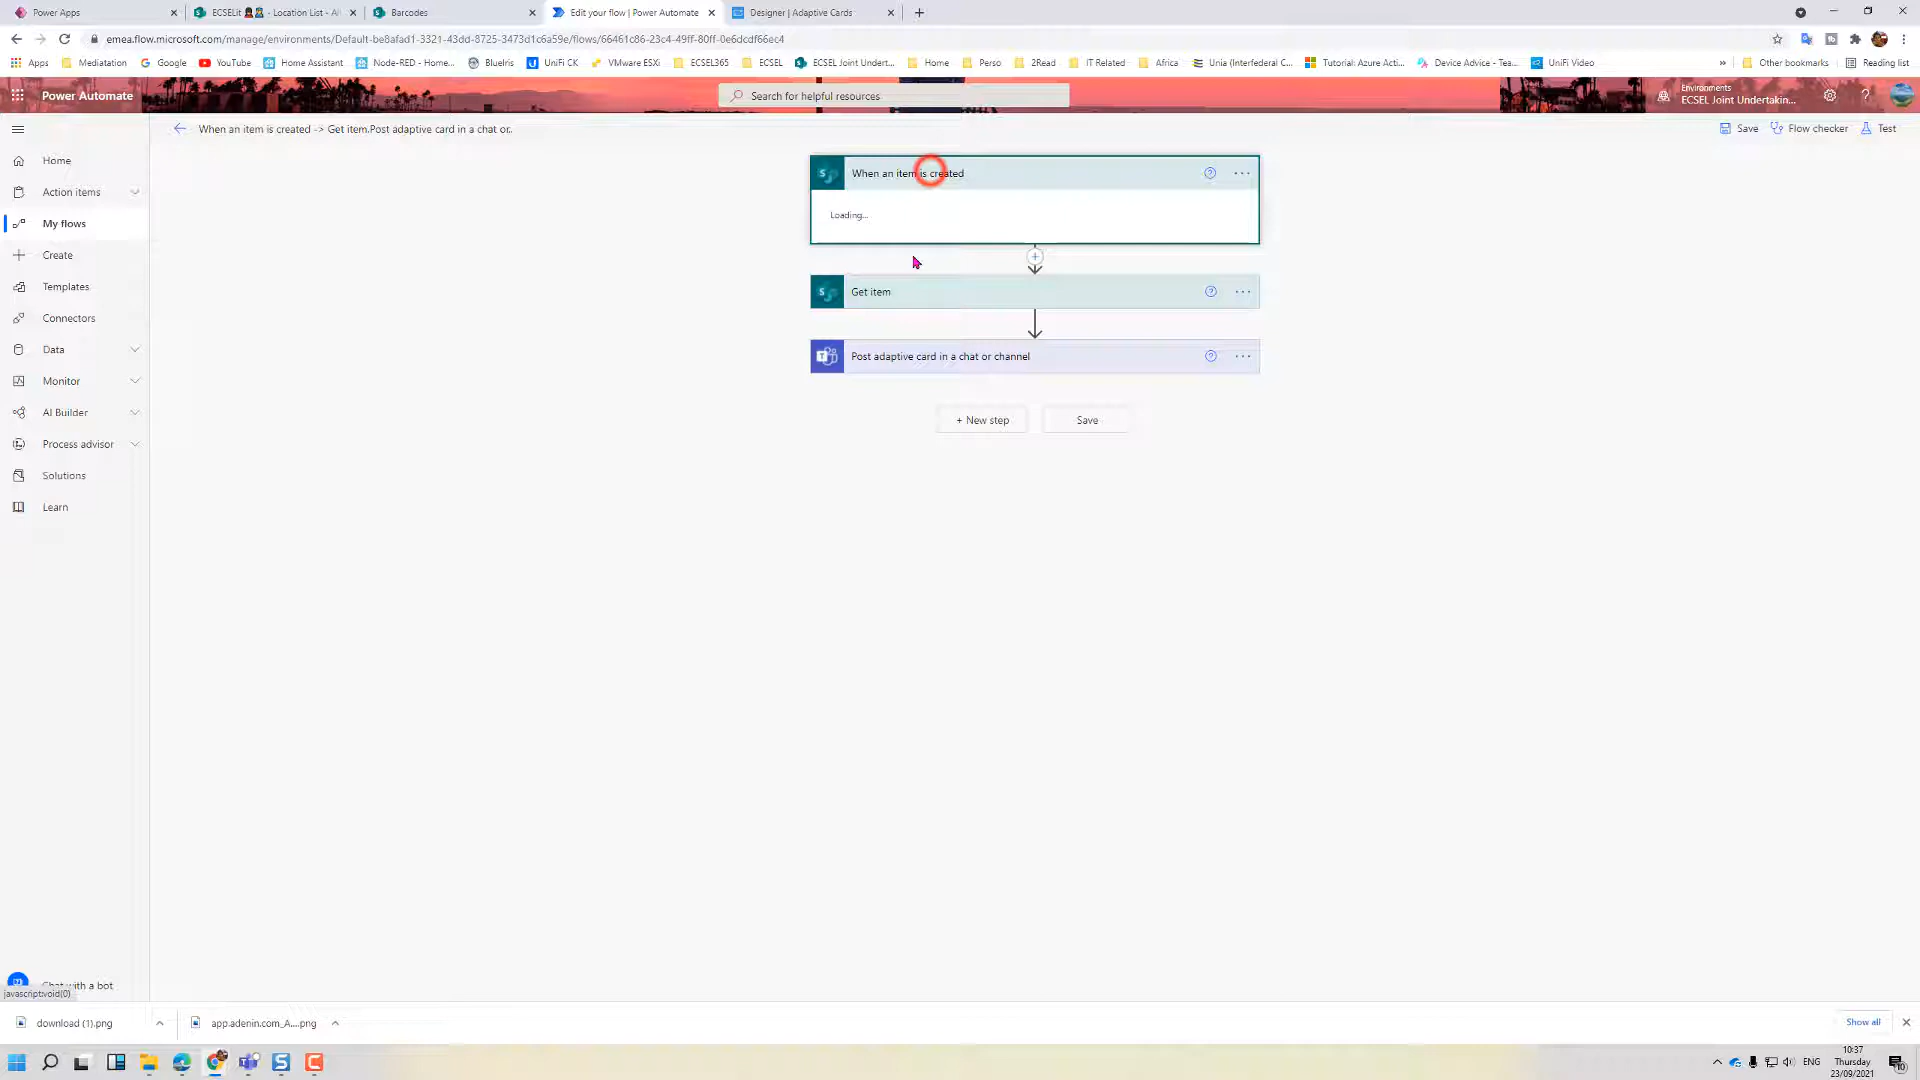 Power Apps
ECSELit - Location List - Al
Barcodes
Edit your flow | Power Automate
Designer | Adaptive Cards
emea.flow.microsoft.com/manage/environments/Default-be8afad1-3321-43dd-8725-3473d1c6a59e/flows/66461c86-23c4-49ff-80ff-0e6dcdf66ec4
Apps
Mediatation
Google
YouTube
Home Assistant
Node-RED - Home...
BlueIris
UniFi CK
VMware ESXi
ECSEL365
ECSEL
ECSEL Joint Undert...
Home
Perso
2Read
IT Related
Africa
Unia (Interfederal C...
Tutorial: Azure Acti...
Device Advice - Tea...
UniFi Video
»
Other bookmarks
Reading list
Power Automate
Search for helpful resources
Environments
ECSEL Joint Undertakin...
When an item is created -> Get item.Post adaptive card in a chat or..
Save
Flow checker
Test
Home
Action items
My flows
Create
Templates
Connectors
Data
Monitor
AI Builder
Process advisor
Solutions
Learn
When an item is created
Loading...
Get item
Post adaptive card in a chat or channel
+ New step
Save
Chat with a bot
javascript:void(0)
download (1).png
app.adenin.com_A....png
Show all
ENG
10:37
Thursday
23/09/2021